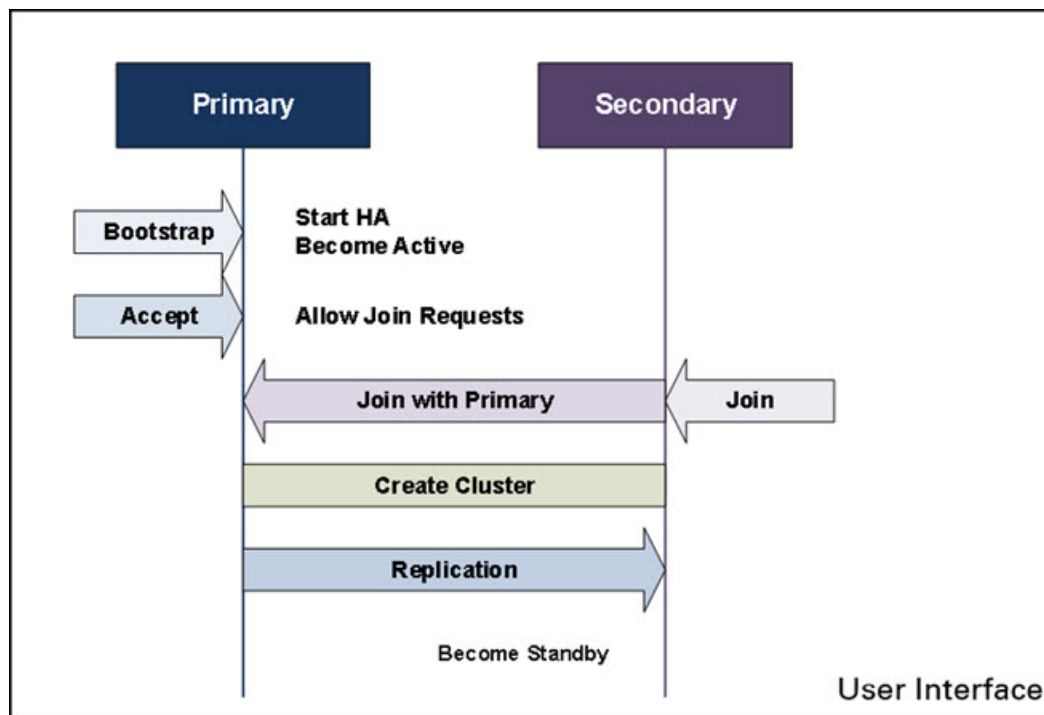 Primary
Secondary
Bootstrap
Start HA
Become Active
Accept
Allow Join Requests
Join with Primary
Join
Create Cluster
Replication
Become Standby
User Interface